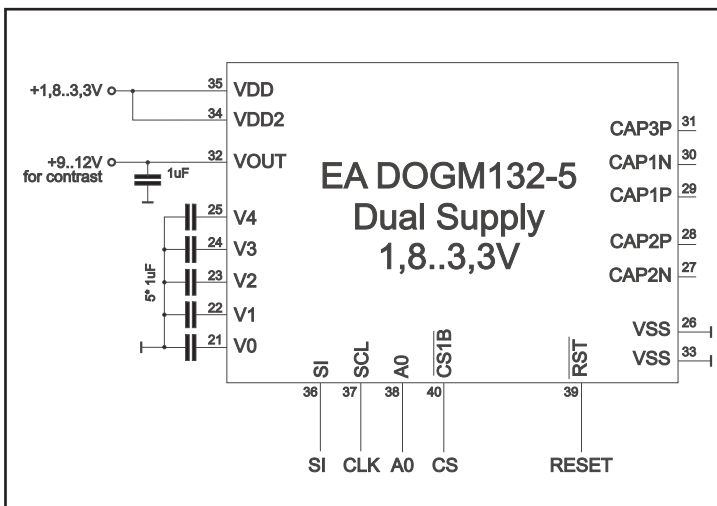 EA DOGM132-5
Dual Supply
1,8..3,3V
+1,8..3,3V
35 VDD
34 VDD2
+9..12V
for contrast
1uF
32 VOUT
5* 1uF
25 V4
24 V3
23 V2
22 V1
21 V0
CAP3P 31
CAP1N 30
CAP1P 29
CAP2P 28
CAP2N 27
VSS 26
VSS 33
SI SCL A0 CS1B RST
36 37 38 40 39
SI CLK A0 CS RESET